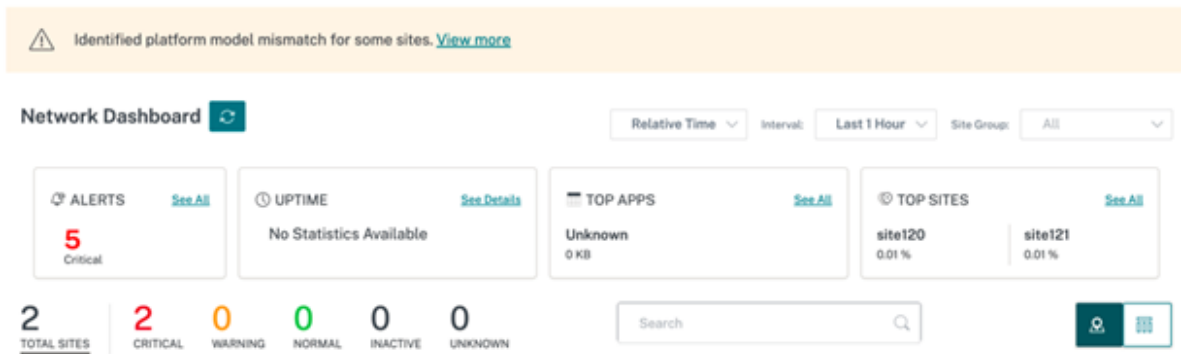 Identified platform model mismatch for some sites. View more
Network Dashboard
Relative Time Interval: Last 1 Hour Site Group: All
ALERTS See All
5
Critical
UPTIME See Details
No Statistics Available
TOP APPS See All
Unknown
0 KB
TOP SITES See All
site120 site121
0.01 % 0.01 %
2 2 0 0 0 0
TOTAL SITES CRITICAL WARNING NORMAL INACTIVE UNKNOWN
Search